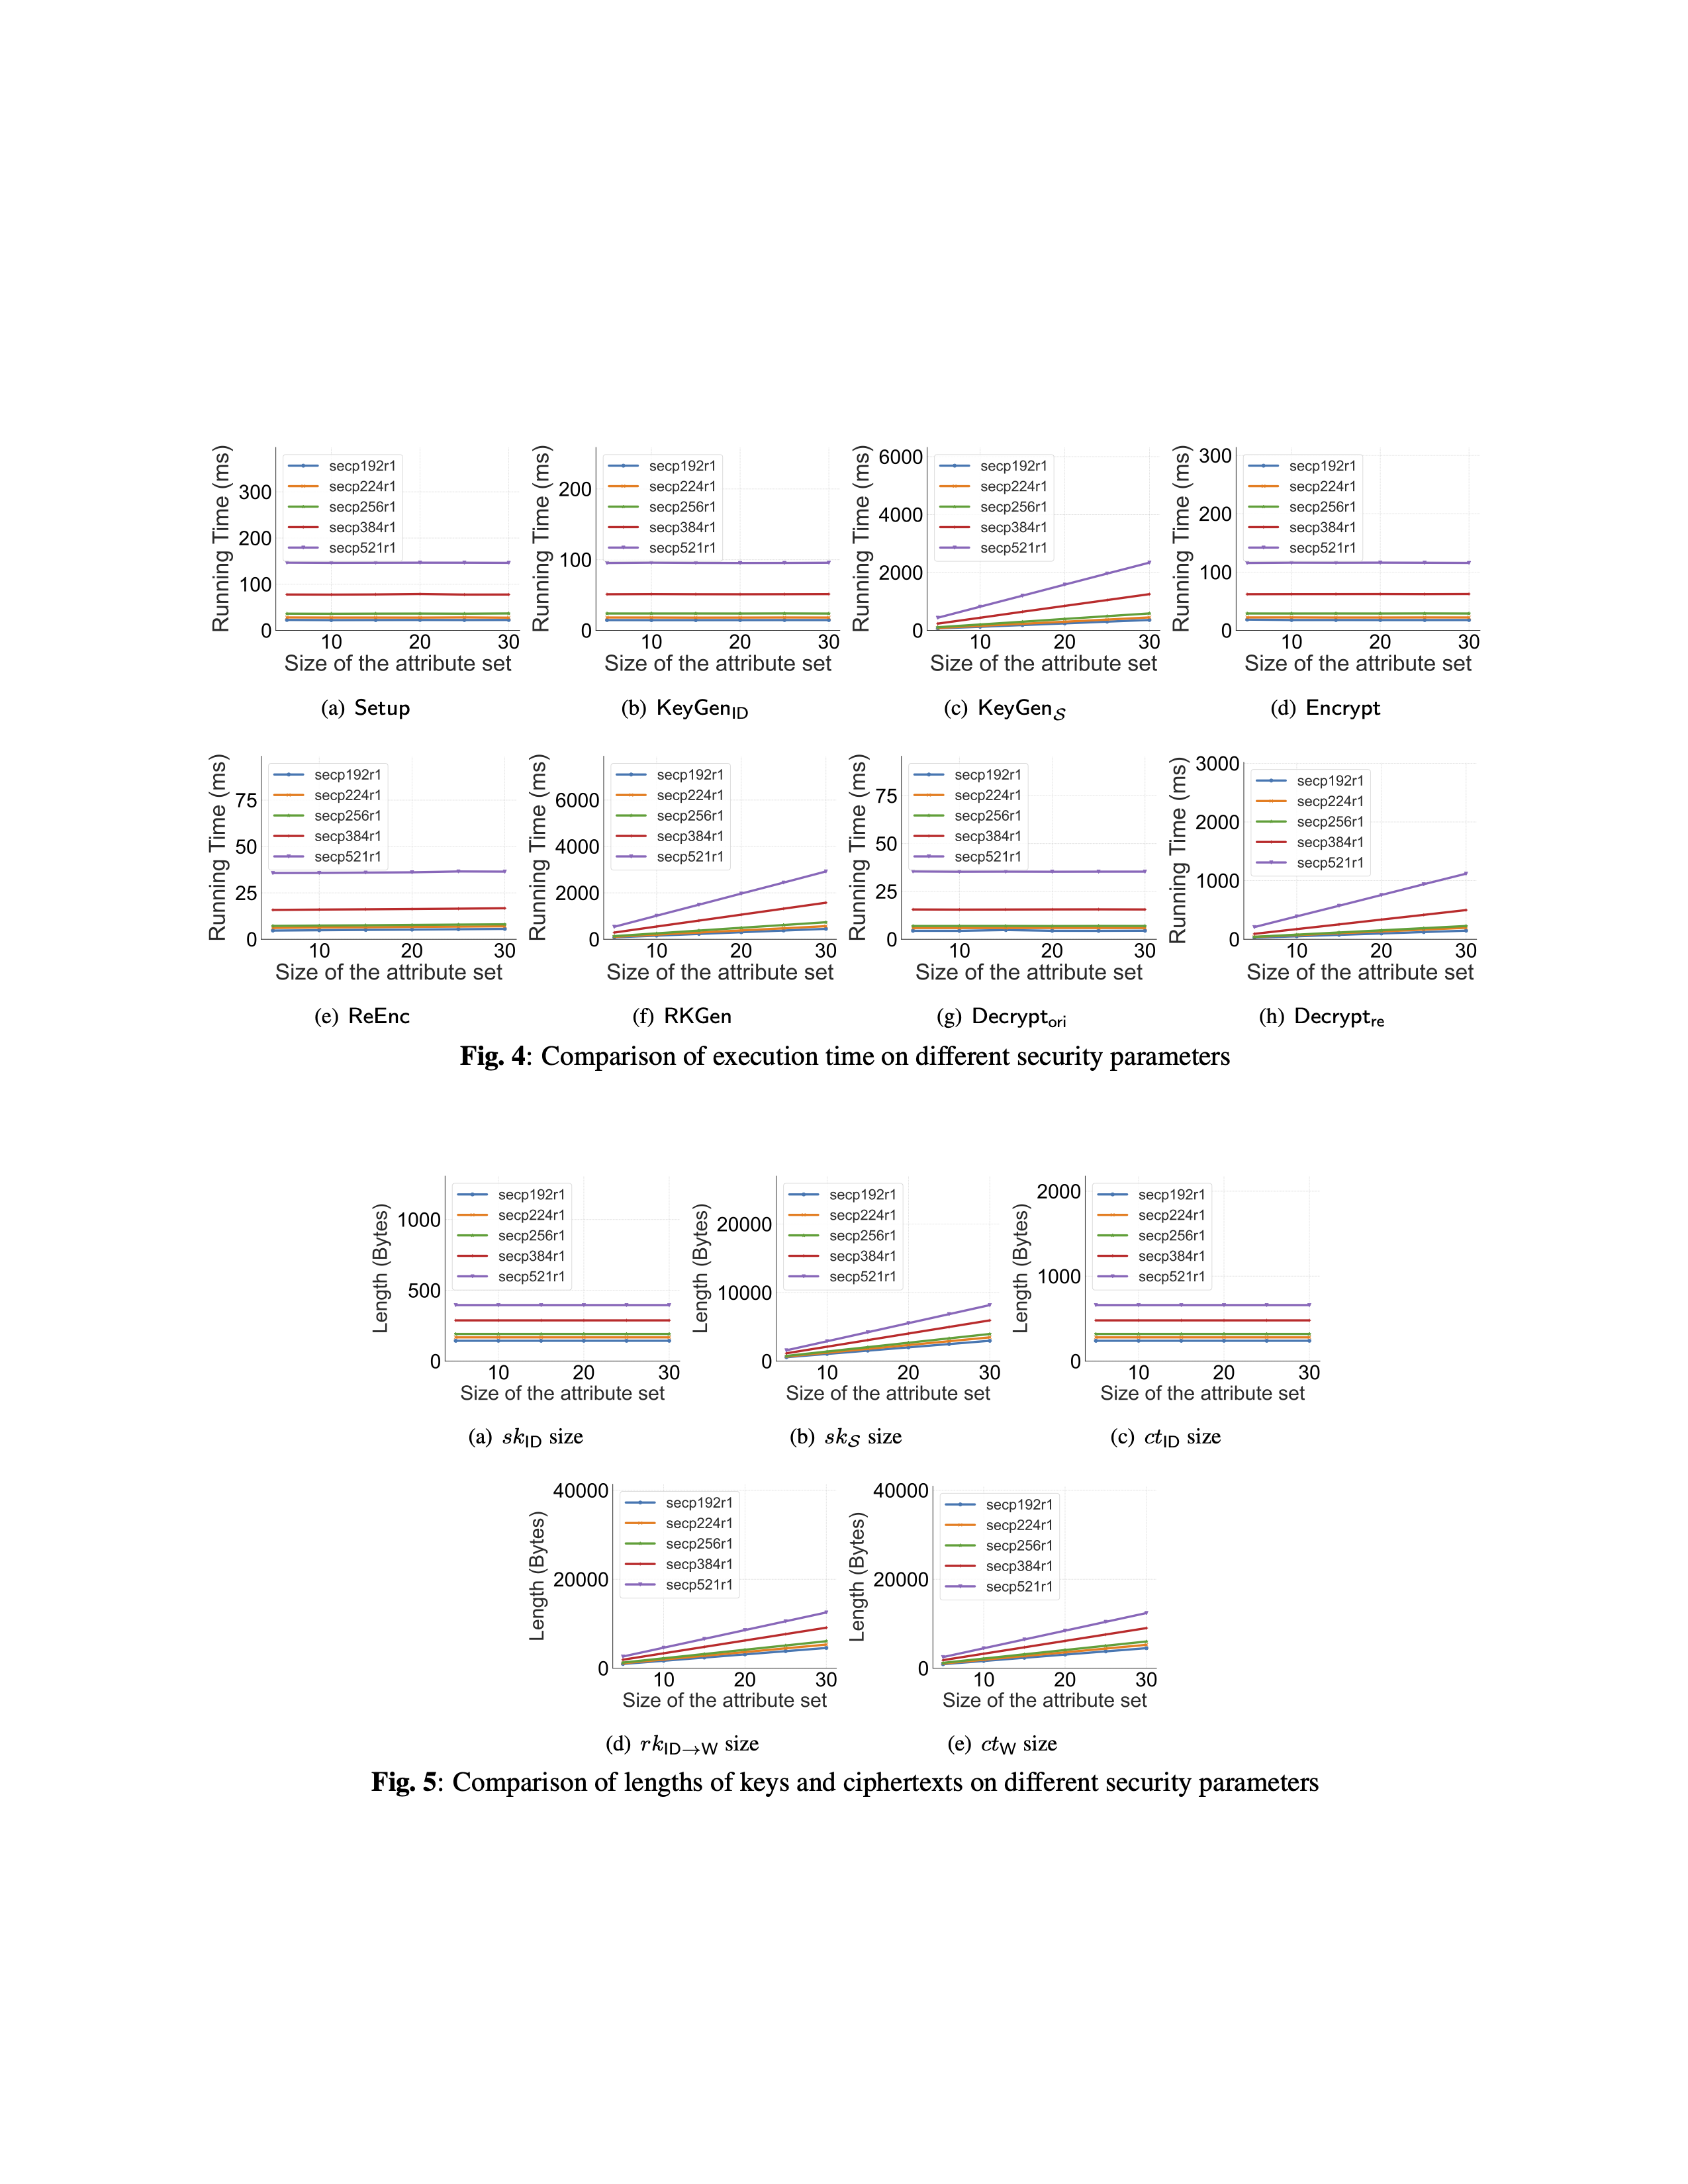 Running Time (ms)
300
200
100
0
secp192r1
secp224r1
secp256r1
secp384r1
secp521r1
10 20 30
Size of the attribute set
(a) Setup
Running Time (ms)
200
100
0
secp192r1
secp224r1
secp256r1
secp384r1
secp521r1
10 20 30
Size of the attribute set
(b) KeyGenID
Running Time (ms)
6000
4000
2000
0
secp192r1
secp224r1
secp256r1
secp384r1
secp521r1
10 20 30
Size of the attribute set
(c) KeyGen𝒮
Running Time (ms)
300
200
100
0
secp192r1
secp224r1
secp256r1
secp384r1
secp521r1
10 20 30
Size of the attribute set
(d) Encrypt
Running Time (ms)
75
50
25
0
secp192r1
secp224r1
secp256r1
secp384r1
secp521r1
10 20 30
Size of the attribute set
(e) ReEnc
Running Time (ms)
6000
4000
2000
0
secp192r1
secp224r1
secp256r1
secp384r1
secp521r1
10 20 30
Size of the attribute set
(f) RKGen
Running Time (ms)
75
50
25
0
secp192r1
secp224r1
secp256r1
secp384r1
secp521r1
10 20 30
Size of the attribute set
(g) Decryptori
Running Time (ms)
3000
2000
1000
0
secp192r1
secp224r1
secp256r1
secp384r1
secp521r1
10 20 30
Size of the attribute set
(h) Decryptre
Fig. 4: Comparison of execution time on different security parameters
Length (Bytes)
1000
500
0
secp192r1
secp224r1
secp256r1
secp384r1
secp521r1
10 20 30
Size of the attribute set
(a) skID size
Length (Bytes)
20000
10000
0
secp192r1
secp224r1
secp256r1
secp384r1
secp521r1
10 20 30
Size of the attribute set
(b) sk𝒮 size
Length (Bytes)
2000
1000
0
secp192r1
secp224r1
secp256r1
secp384r1
secp521r1
10 20 30
Size of the attribute set
(c) ctID size
Length (Bytes)
40000
20000
0
secp192r1
secp224r1
secp256r1
secp384r1
secp521r1
10 20 30
Size of the attribute set
(d) rkID→W size
Length (Bytes)
40000
20000
0
secp192r1
secp224r1
secp256r1
secp384r1
secp521r1
10 20 30
Size of the attribute set
(e) ctW size
Fig. 5: Comparison of lengths of keys and ciphertexts on different security parameters